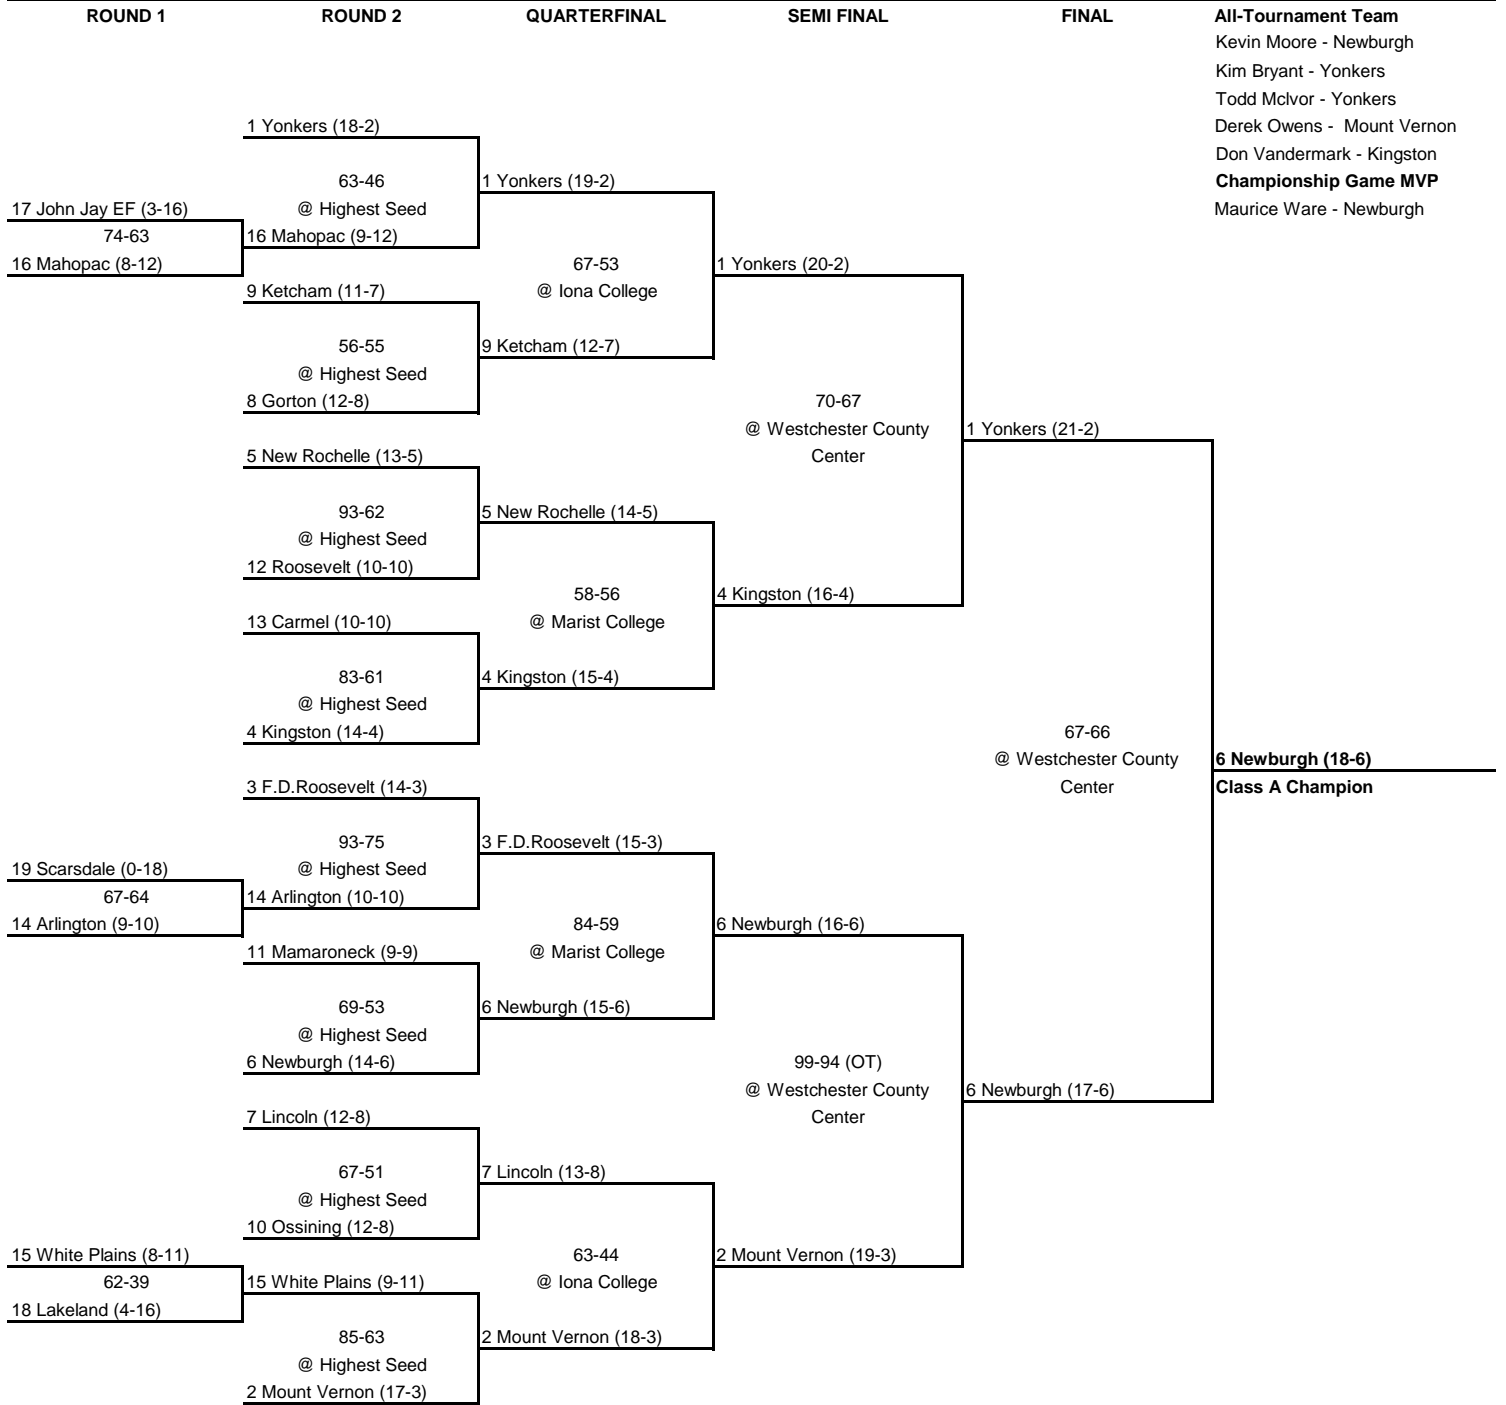 ROUND 1
ROUND 2
QUARTERFINAL
SEMI FINAL
FINAL
All-Tournament Team
Kevin Moore - Newburgh
Kim Bryant - Yonkers
Todd McIvor - Yonkers
Derek Owens -  Mount Vernon
Don Vandermark - Kingston
Championship Game MVP
Maurice Ware - Newburgh
17 John Jay EF (3-16)
74-63
16 Mahopac (8-12)
19 Scarsdale (0-18)
67-64
14 Arlington (9-10)
15 White Plains (8-11)
62-39
18 Lakeland (4-16)
1 Yonkers (18-2)
63-46
@ Highest Seed
16 Mahopac (9-12)
9 Ketcham (11-7)
56-55
@ Highest Seed
8 Gorton (12-8)
5 New Rochelle (13-5)
93-62
@ Highest Seed
12 Roosevelt (10-10)
13 Carmel (10-10)
83-61
@ Highest Seed
4 Kingston (14-4)
3 F.D.Roosevelt (14-3)
93-75
@ Highest Seed
14 Arlington (10-10)
11 Mamaroneck (9-9)
69-53
@ Highest Seed
6 Newburgh (14-6)
7 Lincoln (12-8)
67-51
@ Highest Seed
10 Ossining (12-8)
15 White Plains (9-11)
85-63
@ Highest Seed
2 Mount Vernon (17-3)
1 Yonkers (19-2)
67-53
@ Iona College
9 Ketcham (12-7)
5 New Rochelle (14-5)
58-56
@ Marist College
4 Kingston (15-4)
3 F.D.Roosevelt (15-3)
84-59
@ Marist College
6 Newburgh (15-6)
7 Lincoln (13-8)
63-44
@ Iona College
2 Mount Vernon (18-3)
1 Yonkers (20-2)
70-67
@ Westchester County
Center
4 Kingston (16-4)
6 Newburgh (16-6)
99-94 (OT)
@ Westchester County
Center
2 Mount Vernon (19-3)
1 Yonkers (21-2)
67-66
@ Westchester County
Center
6 Newburgh (17-6)
6 Newburgh (18-6)
Class A Champion